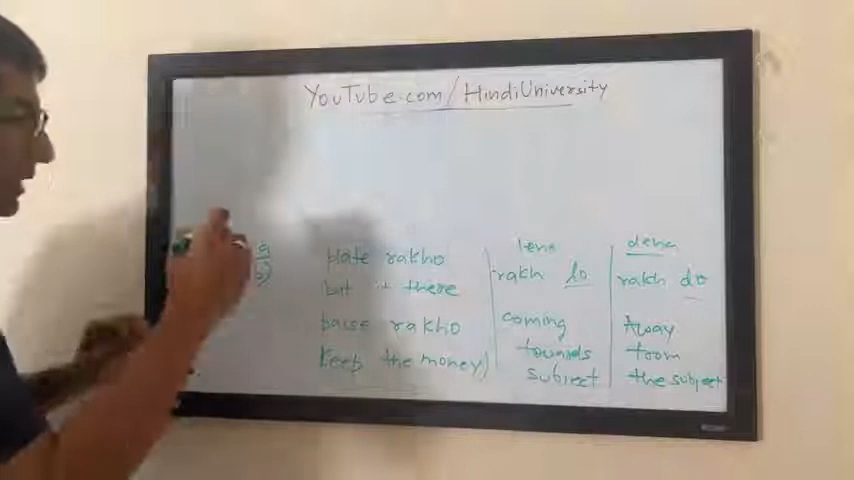 YouTube.com/HindiUniversity
plate rakho
put it there
paise rakho
keep the money)
lena
rakh lo
coming
towards
subject
dena
rakh do
Away
from
the subject